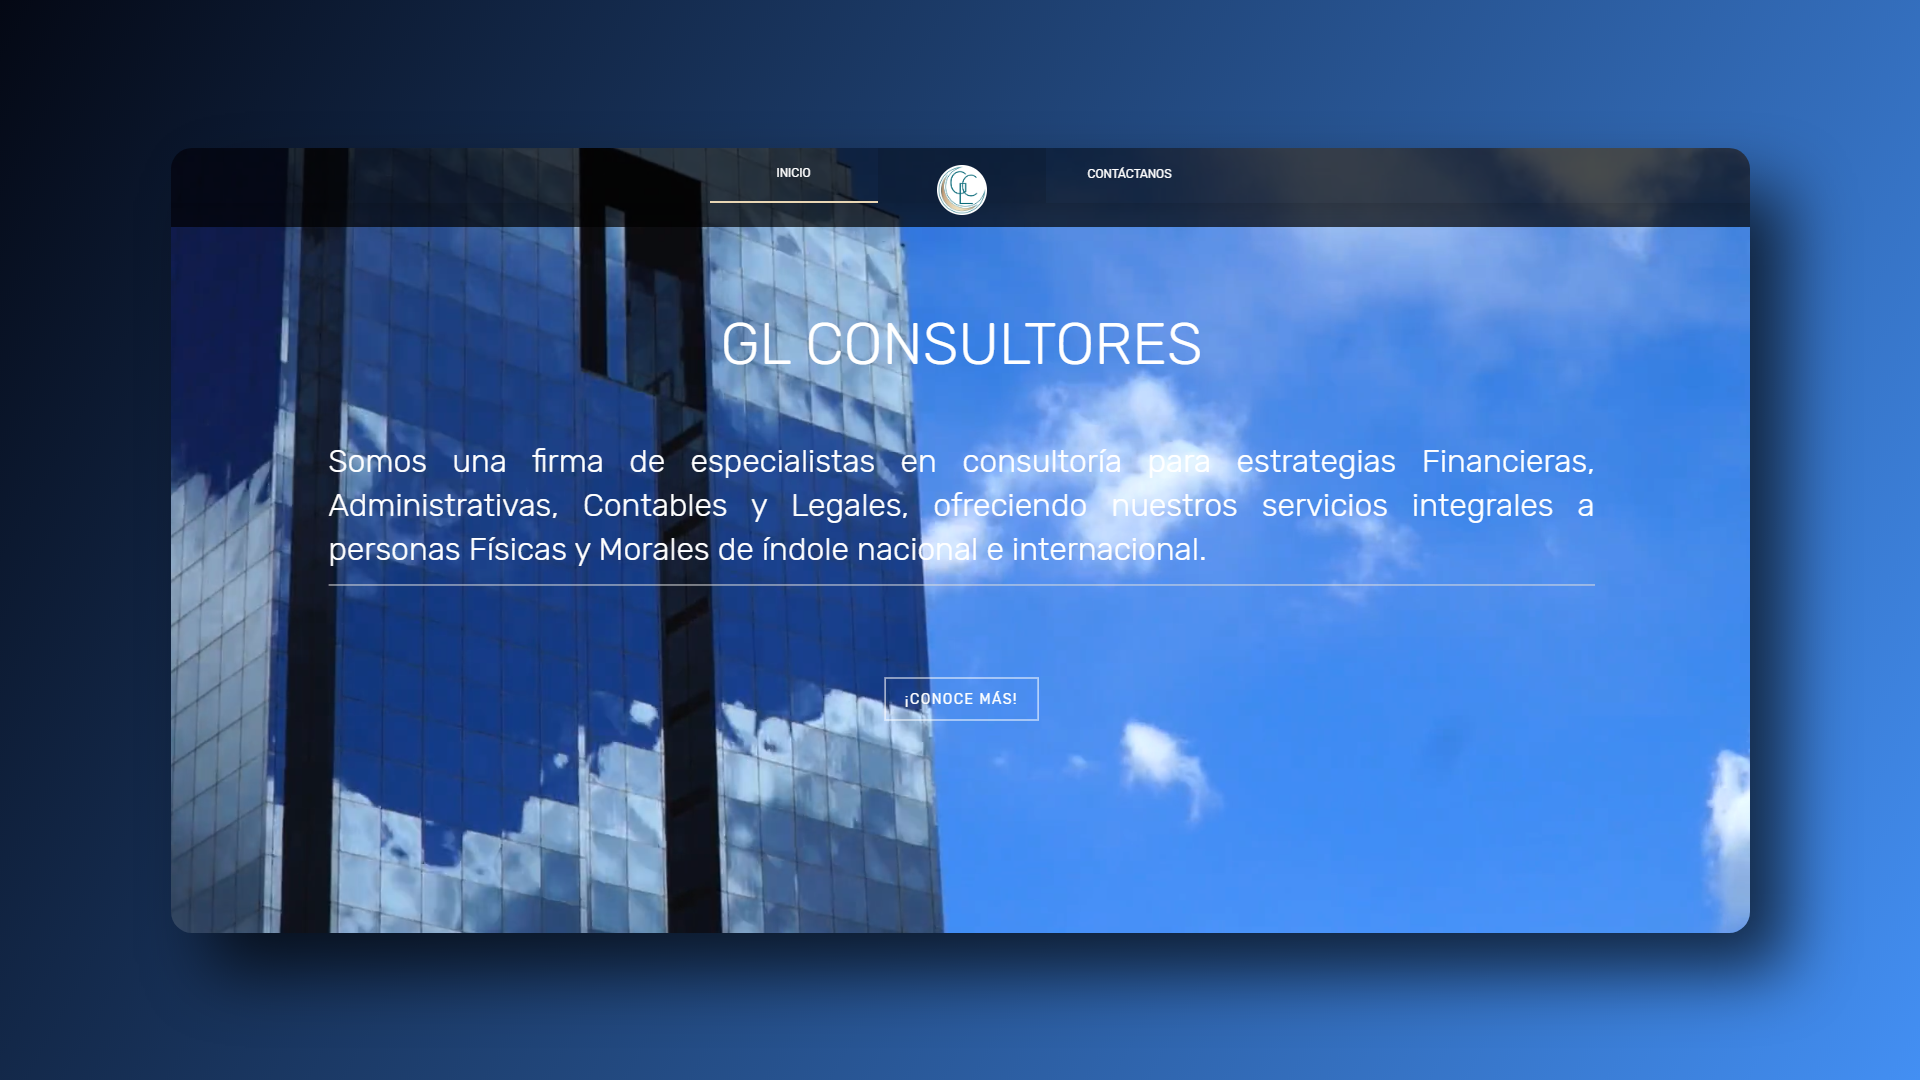 INICIO
CONTÁCTANOS
GL CONSULTORES
Somos una firma de especialistas en consultoría para estrategias Financieras,
Administrativas, Contables y Legales, ofreciendo nuestros servicios integrales a
personas Físicas y Morales de índole nacional e internacional.
¡CONOCE MÁS!